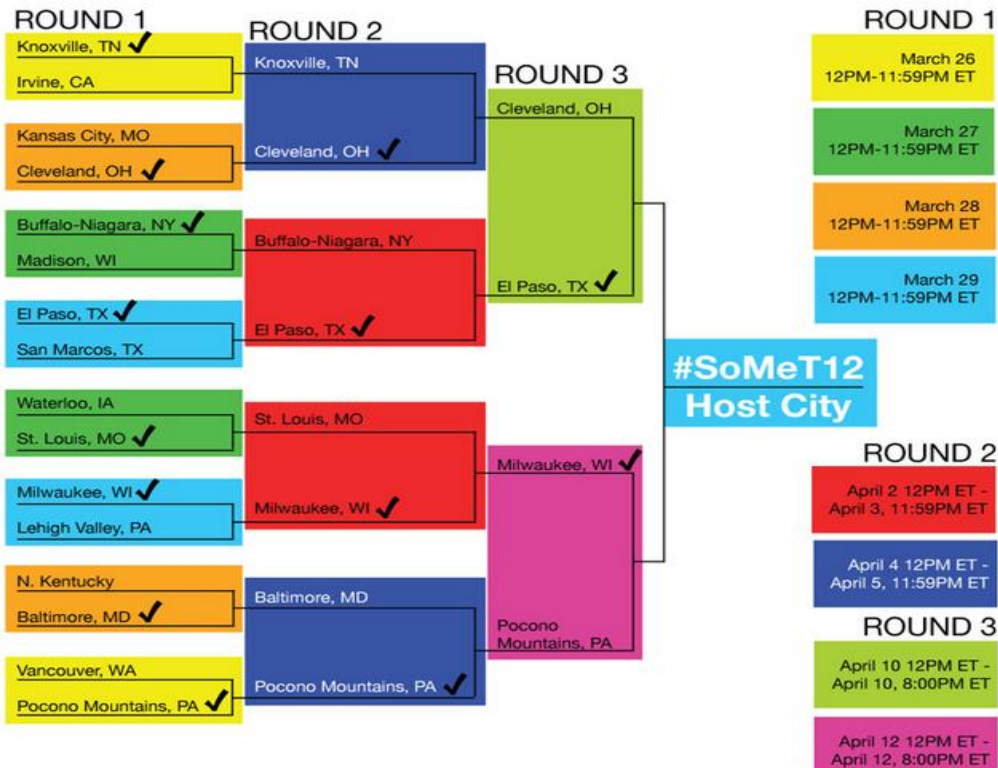 ROUND 1
Knoxville, TN
Irvine, CA
Kansas City, MO
Cleveland, OH
Buffalo-Niagara, NY
Madison, WI
El Paso, TX
San Marcos, TX
Waterloo, IA
St. Louis, MO
Milwaukee, WI
Lehigh Valley, PA
N. Kentucky
Baltimore, MD
Vancouver, WA
Pocono Mountains, PA
ROUND 2
Knoxville, TN
Cleveland, OH
Buffalo-Niagara, NY
El Paso, TX
St. Louis, MO
Milwaukee, WI
Baltimore, MD
Pocono Mountains, PA
ROUND 3
Cleveland, OH
El Paso, TX
Milwaukee, WI
Pocono
Mountains, PA
#SoMeT12
Host City
ROUND 1
March 26
12PM-11:59PM ET
March 27
12PM-11:59PM ET
March 28
12PM-11:59PM ET
March 29
12PM-11:59PM ET
ROUND 2
April 2 12PM ET -
April 3, 11:59PM ET
April 4 12PM ET -
April 5, 11:59PM ET
ROUND 3
April 10 12PM ET -
April 10, 8:00PM ET
April 12 12PM ET -
April 12, 8:00PM ET